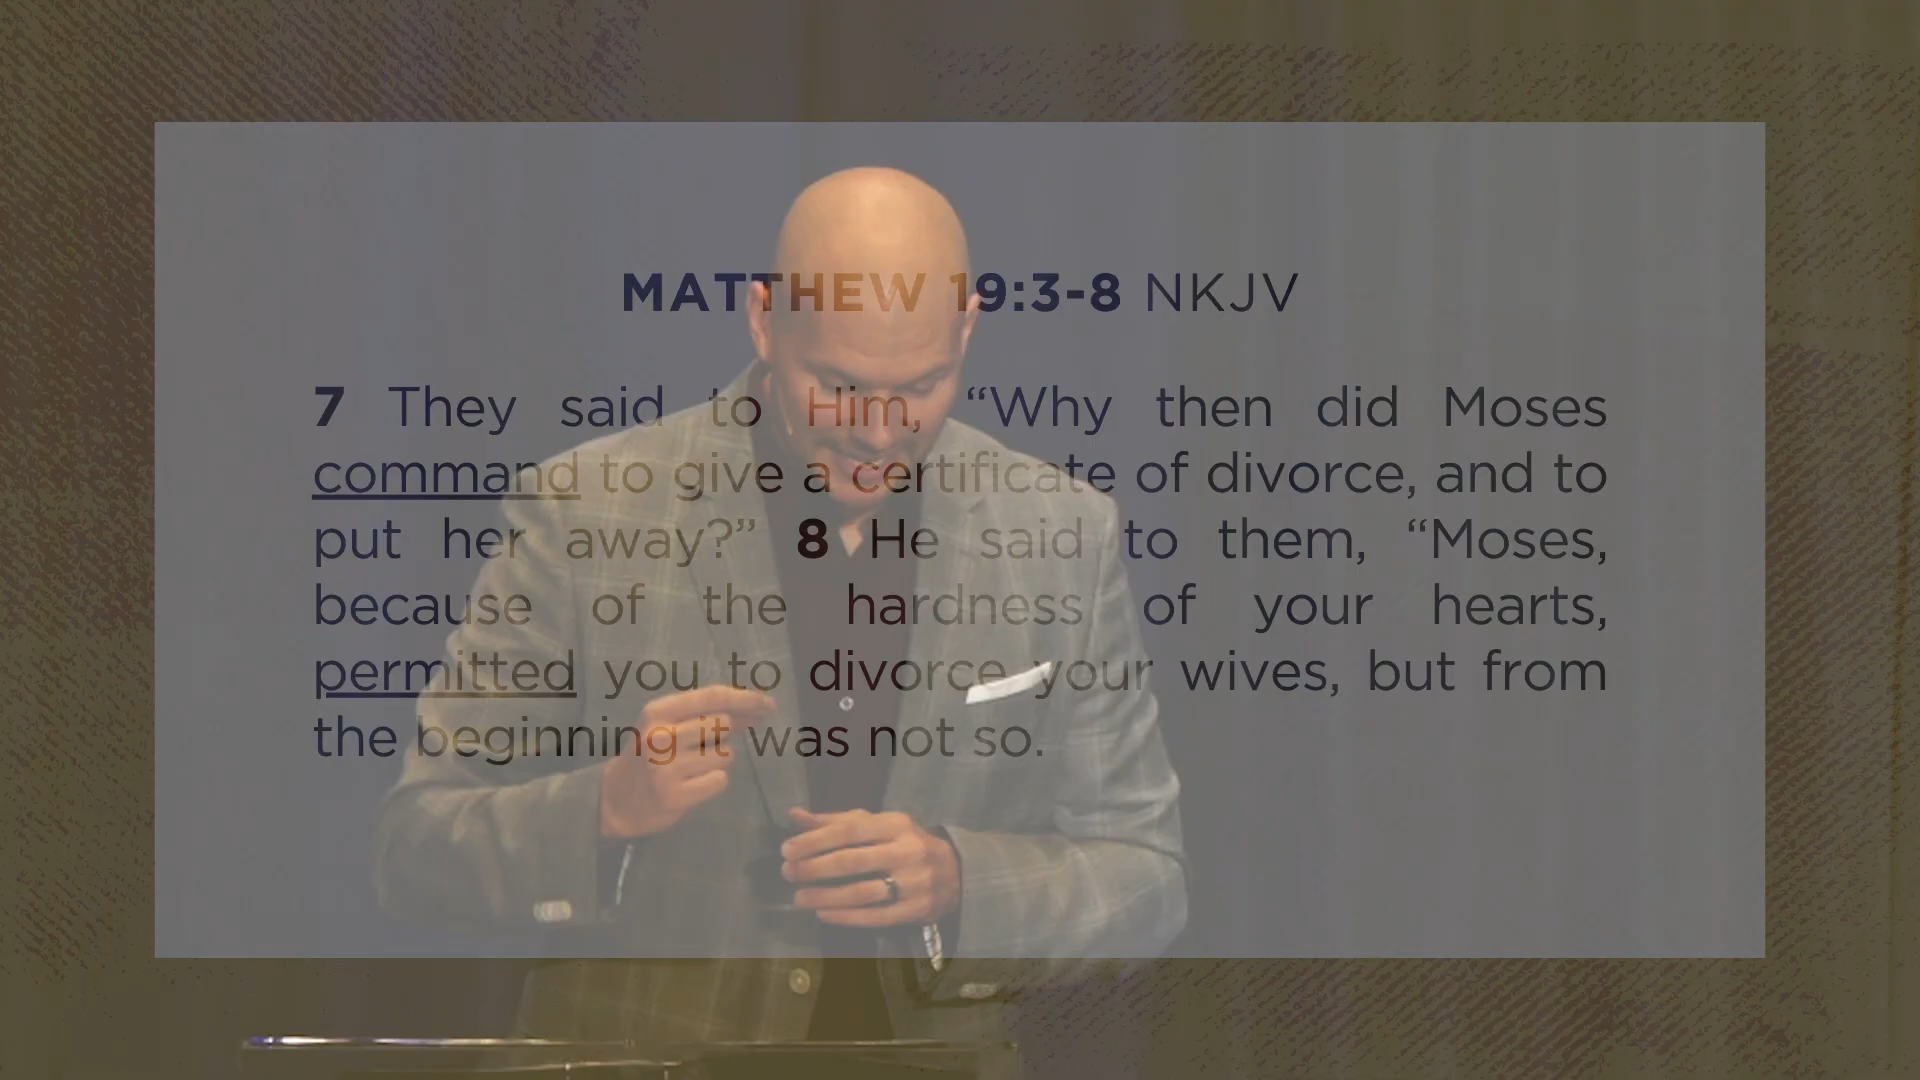 MATTHEW 19:3-8 NKJV
7 They said to Him, “Why then did Moses
command to give a certificate of divorce, and to
put her away?” 8 He said to them, “Moses,
because of the hardness of your hearts,
permitted you to divorce your wives, but from
the beginning it was not so.